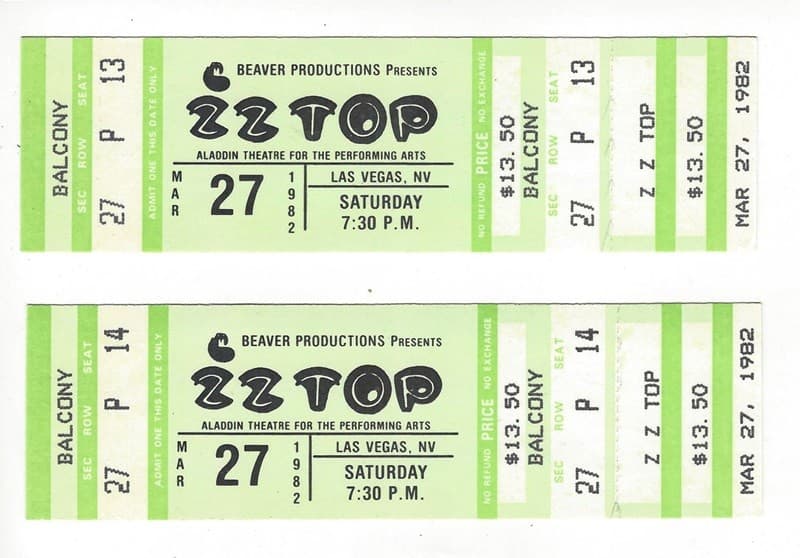 BALCONY
SEC ROW SEAT
27 P 13
ADMIT ONE THIS DATE ONLY
BEAVER PRODUCTIONS PRESENTS
ZZ TOP
ALADDIN THEATRE FOR THE PERFORMING ARTS
MAR 27 1982
LAS VEGAS, NV
SATURDAY
7:30 P.M.
NO REFUND PRICE NO EXCHANGE
$13.50
BALCONY
SEC ROW SEAT
27 P 13
Z Z TOP
$13.50
MAR 27, 1982
BALCONY
SEC ROW SEAT
27 P 14
ADMIT ONE THIS DATE ONLY
BEAVER PRODUCTIONS PRESENTS
ZZ TOP
ALADDIN THEATRE FOR THE PERFORMING ARTS
MAR 27 1982
LAS VEGAS, NV
SATURDAY
7:30 P.M.
NO REFUND PRICE NO EXCHANGE
$13.50
BALCONY
SEC ROW SEAT
27 P 14
Z Z TOP
$13.50
MAR 27, 1982